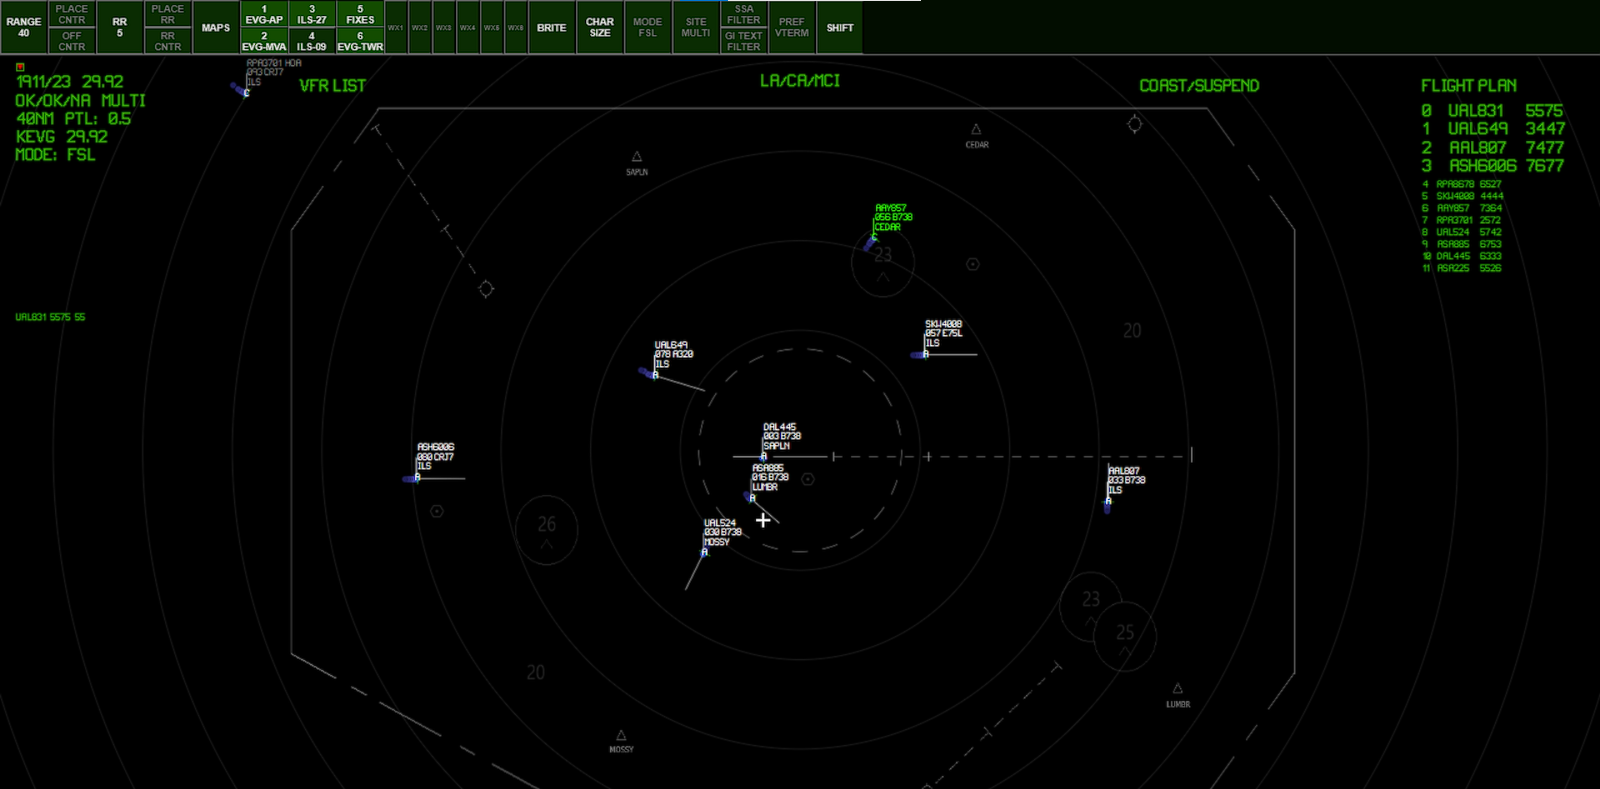 RANGE
40
PLACE
CNTR
OFF
CNTR
RR
5
PLACE
RR
RR
CNTR
MAPS
1
EVG-AP
2
EVG-MVA
3
ILS-27
4
ILS-09
5
FIXES
6
EVG-TWR
WX1
WX2
WX3
WX4
WX5
WX6
BRITE
CHAR
SIZE
MODE
FSL
SITE
MULTI
SSA
FILTER
GI TEXT
FILTER
PREF
VTERM
SHIFT
1911/23 29.92
OK/OK/NA MULTI
40NM PTL: 0.5
KEVG 29.92
MODE: FSL
RPA3701 HOA
093 CRJ7
ILS
C
VFR LIST
LA/CA/MCI
COAST/SUSPEND
FLIGHT PLAN
0 UAL831 5575
1 UAL649 3447
2 AAL807 7477
3 ASH6006 7677
4 RPA8678 6527
5 SKW4008 4444
6 AAY857 7364
7 RPA3701 2572
8 UAL524 5742
9 ASA885 6753
10 DAL445 6333
11 ASA225 5526
CEDAR
SAPLN
AAY857
056 B738
CEDAR
C
23
UAL831 5575 55
SKW4008
057 E75L
ILS
A
20
UAL649
078 A320
ILS
A
DAL445
003 B738
SAPLN
A
ASH6006
080 CRJ7
ILS
A
ASA885
016 B738
LUMBR
A
AAL807
033 B738
ILS
A
26
UAL524
030 B738
MOSSY
A
23
25
20
LUMBR
MOSSY